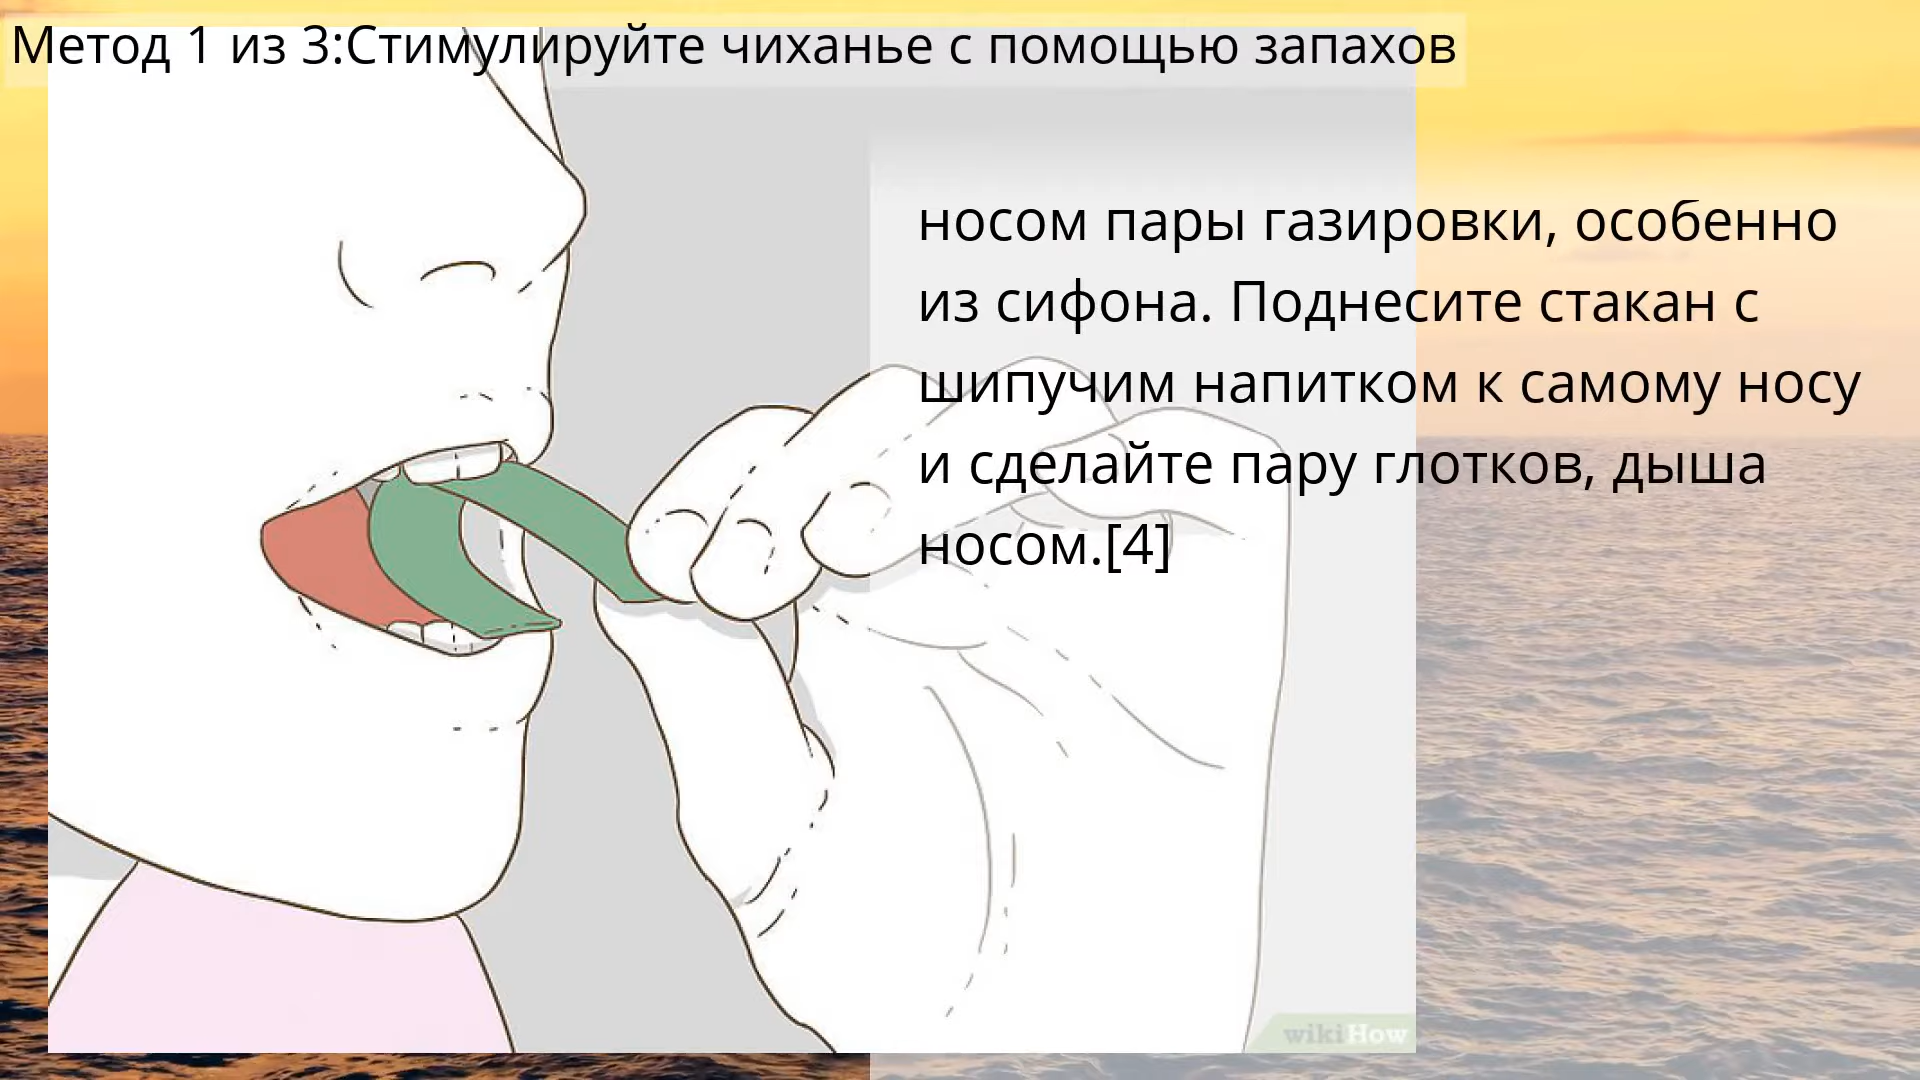 Метод 1 из 3:Стимулируйте чиханье с помощью запахов
носом пары газировки, особенно
из сифона. Поднесите стакан с
шипучим напитком к самому носу
и сделайте пару глотков, дыша
носом.[4]
wikiHow